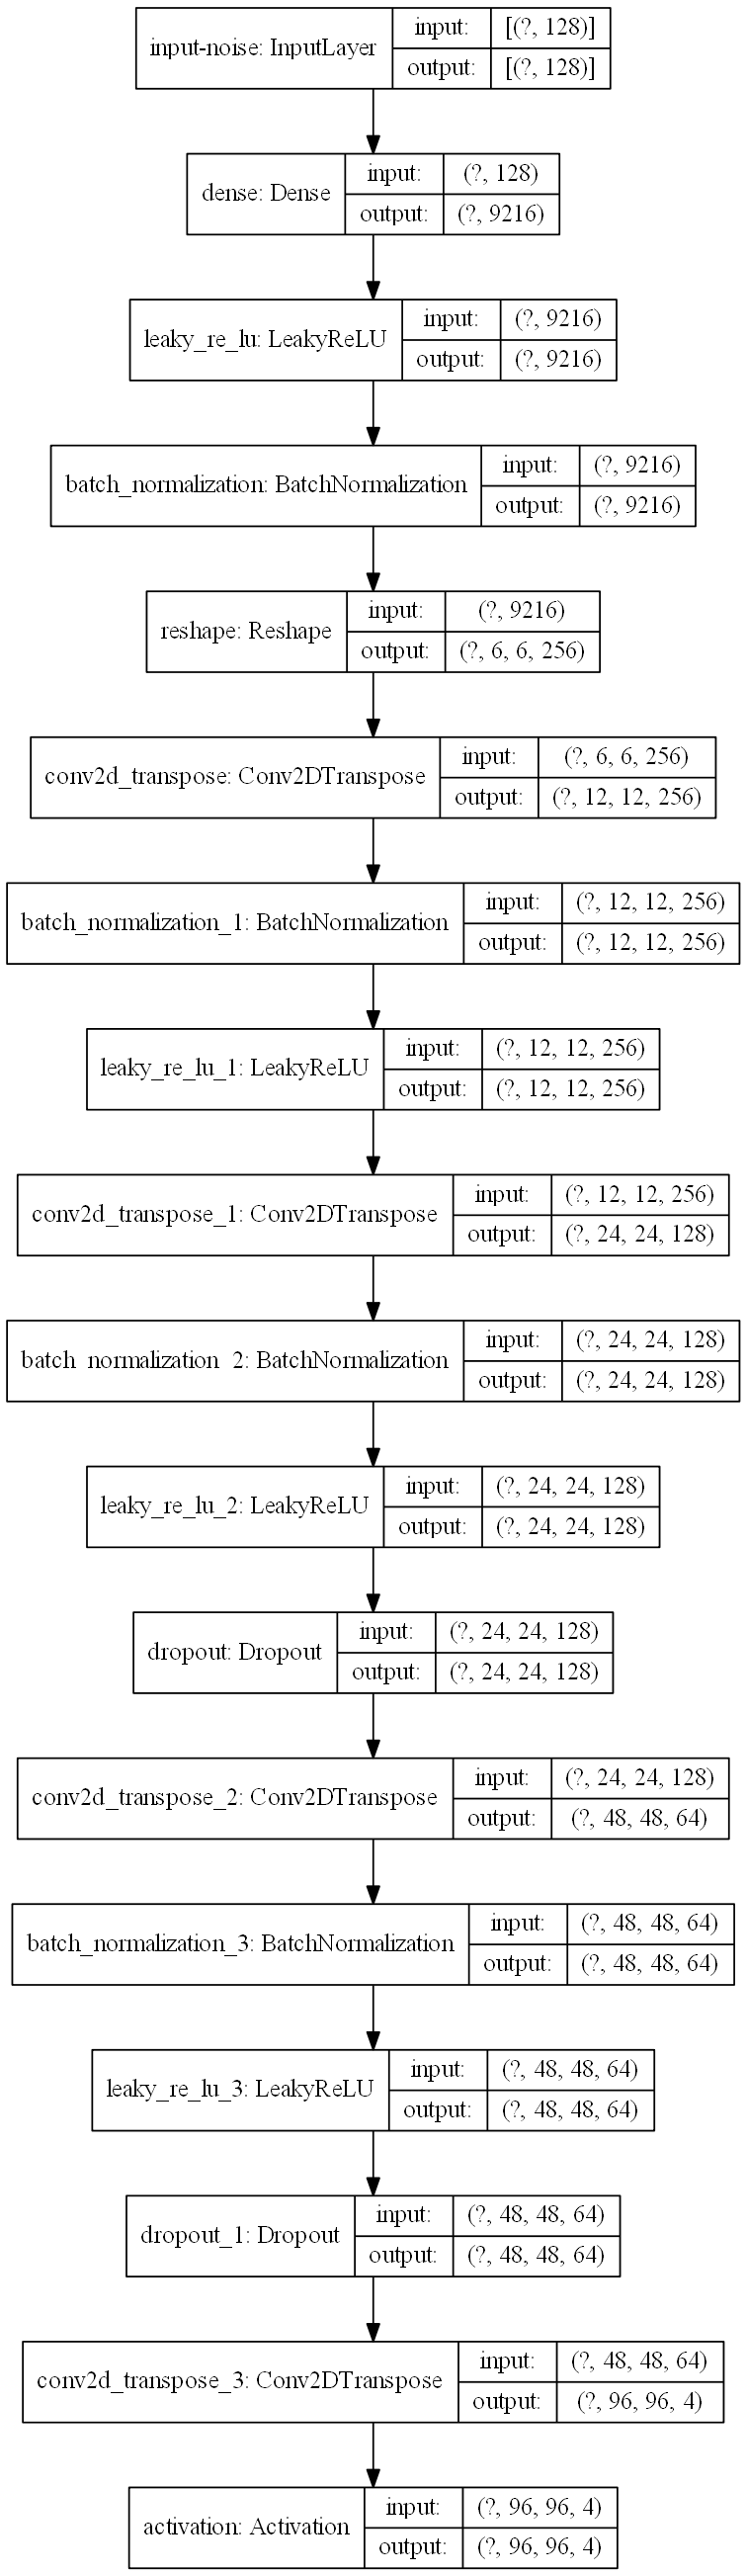 input-noise: InputLayer
input: [(?, 128)]
output: [(?, 128)]
dense: Dense
input: (?, 128)
output: (?, 9216)
leaky_re_lu: LeakyReLU
input: (?, 9216)
output: (?, 9216)
batch_normalization: BatchNormalization
input: (?, 9216)
output: (?, 9216)
reshape: Reshape
input: (?, 9216)
output: (?, 6, 6, 256)
conv2d_transpose: Conv2DTranspose
input: (?, 6, 6, 256)
output: (?, 12, 12, 256)
batch_normalization_1: BatchNormalization
input: (?, 12, 12, 256)
output: (?, 12, 12, 256)
leaky_re_lu_1: LeakyReLU
input: (?, 12, 12, 256)
output: (?, 12, 12, 256)
conv2d_transpose_1: Conv2DTranspose
input: (?, 12, 12, 256)
output: (?, 24, 24, 128)
batch_normalization_2: BatchNormalization
input: (?, 24, 24, 128)
output: (?, 24, 24, 128)
leaky_re_lu_2: LeakyReLU
input: (?, 24, 24, 128)
output: (?, 24, 24, 128)
dropout: Dropout
input: (?, 24, 24, 128)
output: (?, 24, 24, 128)
conv2d_transpose_2: Conv2DTranspose
input: (?, 24, 24, 128)
output: (?, 48, 48, 64)
batch_normalization_3: BatchNormalization
input: (?, 48, 48, 64)
output: (?, 48, 48, 64)
leaky_re_lu_3: LeakyReLU
input: (?, 48, 48, 64)
output: (?, 48, 48, 64)
dropout_1: Dropout
input: (?, 48, 48, 64)
output: (?, 48, 48, 64)
conv2d_transpose_3: Conv2DTranspose
input: (?, 48, 48, 64)
output: (?, 96, 96, 4)
activation: Activation
input: (?, 96, 96, 4)
output: (?, 96, 96, 4)